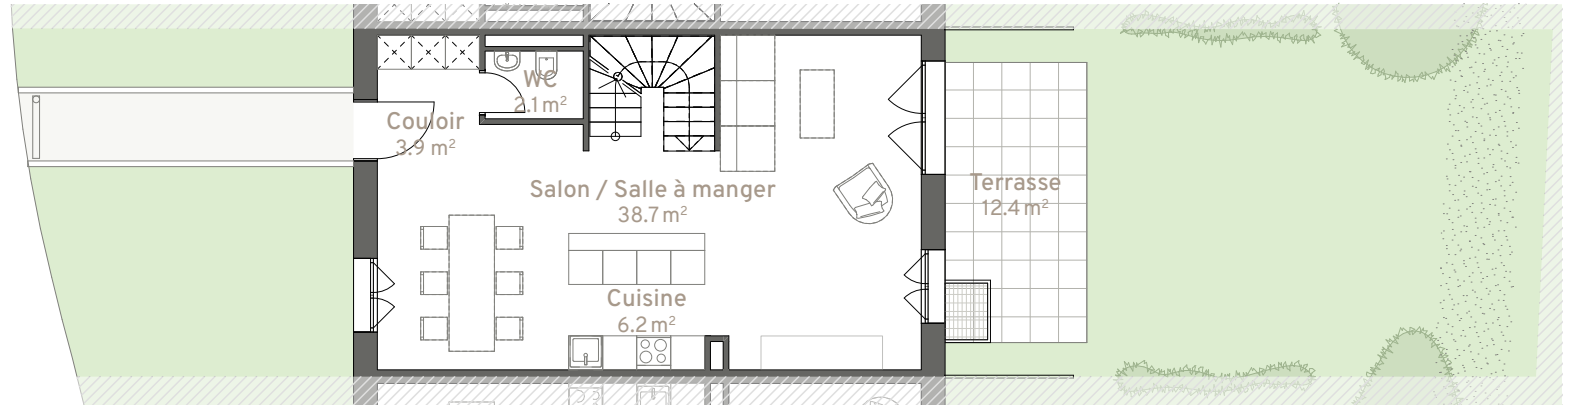 WC
2.1 m²
Couloir
3.9 m²
Salon / Salle à manger
38.7 m²
Terrasse
12.4 m²
Cuisine
6.2 m²